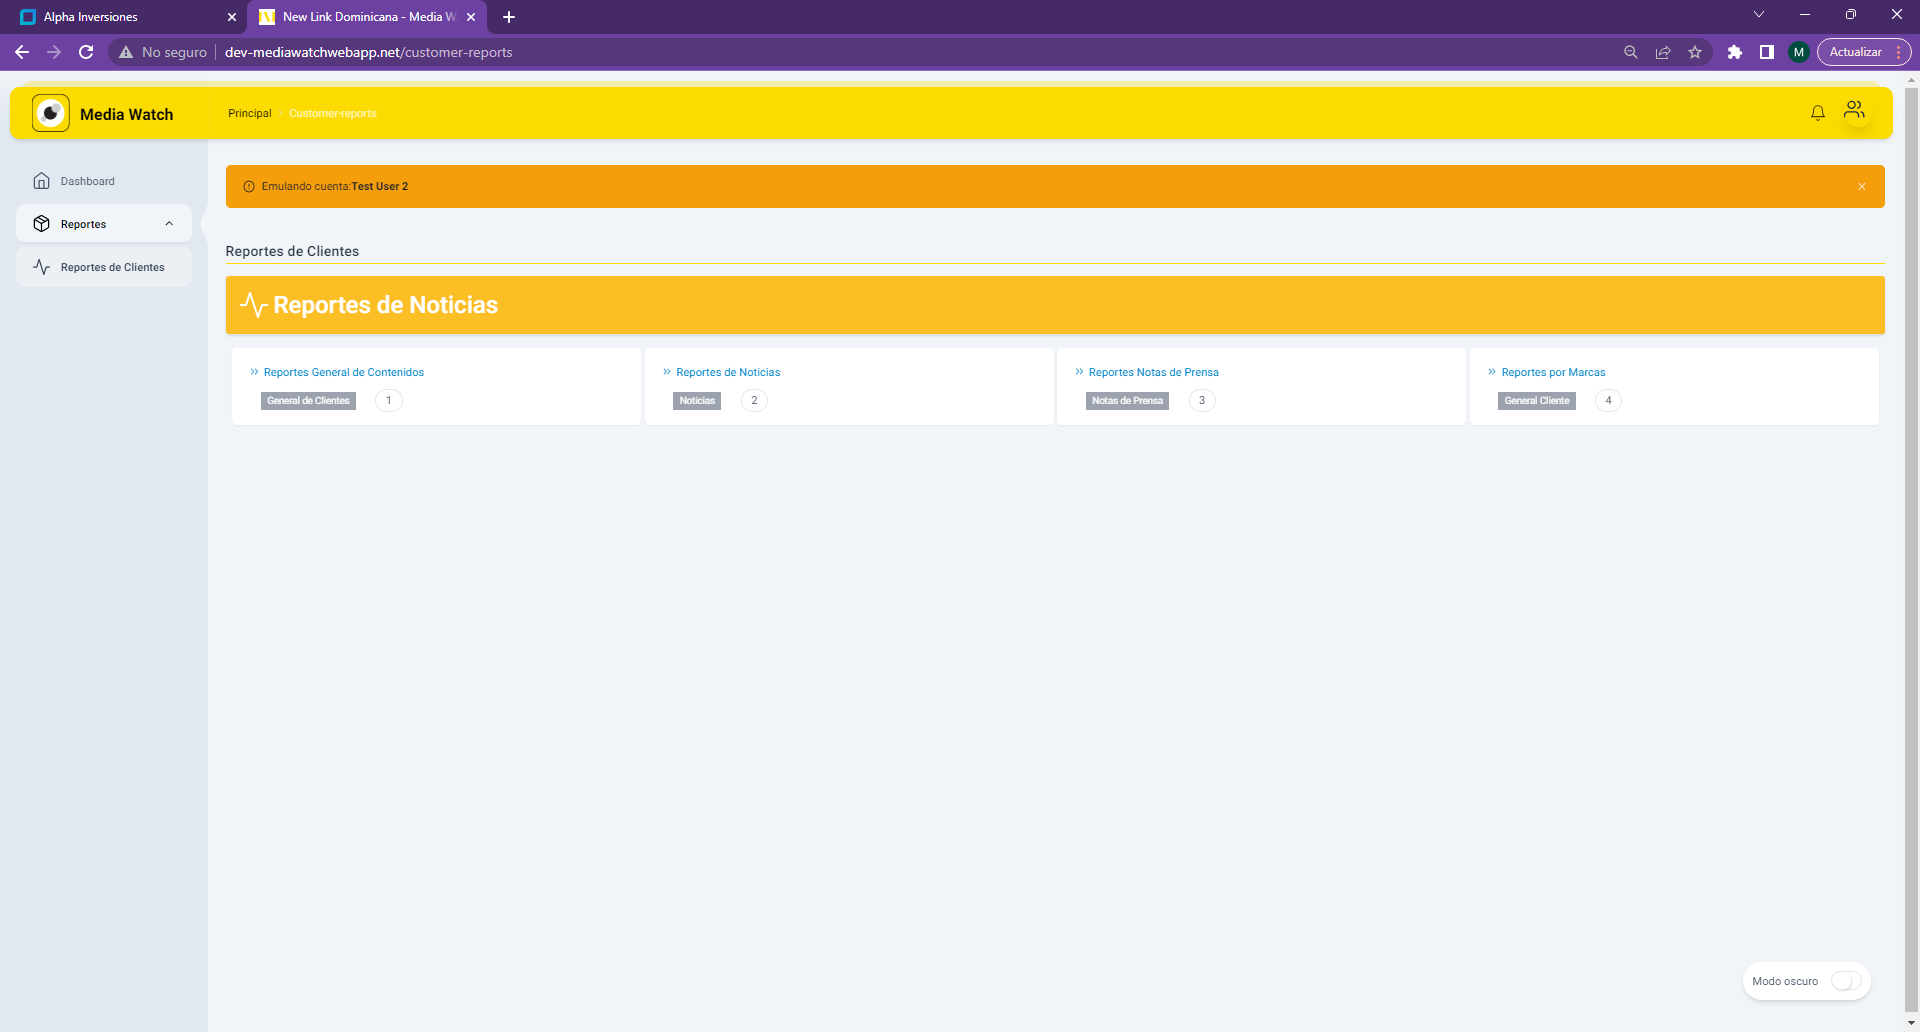 Alpha Inversiones
New Link Dominicana - Media W
No seguro
dev-mediawatchwebapp.net/customer-reports
M
Actualizar
Media Watch
Principal
Customer-reports
Dashboard
Reportes
Reportes de Clientes
Emulando cuenta:Test User 2
Reportes de Clientes
Reportes de Noticias
Reportes General de Contenidos
General de Clientes 1
Reportes de Noticias
Noticias 2
Reportes Notas de Prensa
Notas de Prensa 3
Reportes por Marcas
General Cliente 4
Modo oscuro